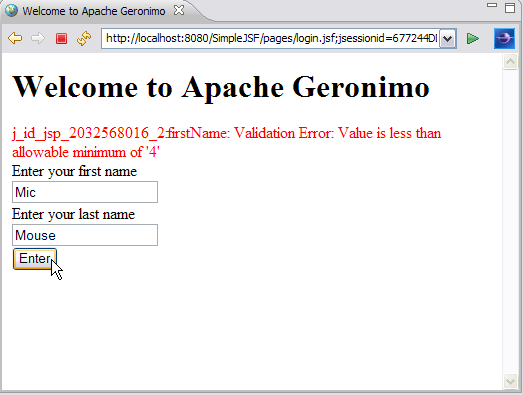 Welcome to Apache Geronimo
http://localhost:8080/SimpleJSF/pages/login.jsf;jsessionid=677244D
Welcome to Apache Geronimo
j_id_jsp_2032568016_2:firstName: Validation Error: Value is less than
allowable minimum of '4'
Enter your first name
Mic
Enter your last name
Mouse
Enter